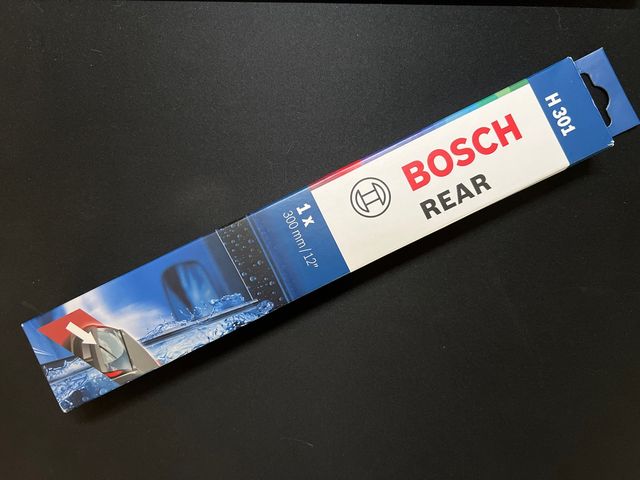 BOSCH
REAR
H 301
1 x
300 mm / 12"